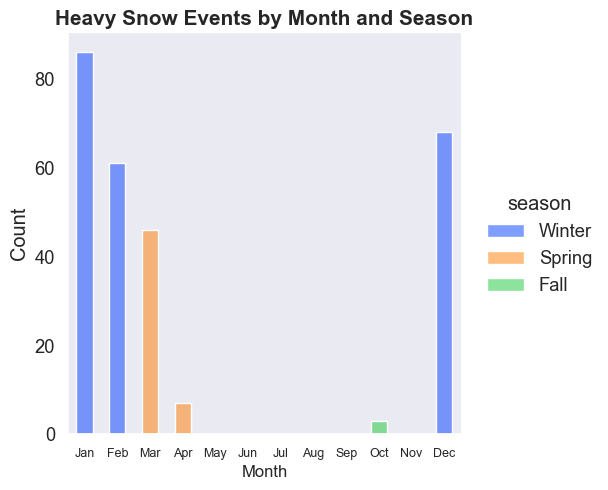 Heavy Snow Events by Month and Season
Count
80
60
40
20
0
Jan Feb Mar Apr May Jun Jul Aug Sep Oct Nov Dec
Month
season
Winter
Spring
Fall